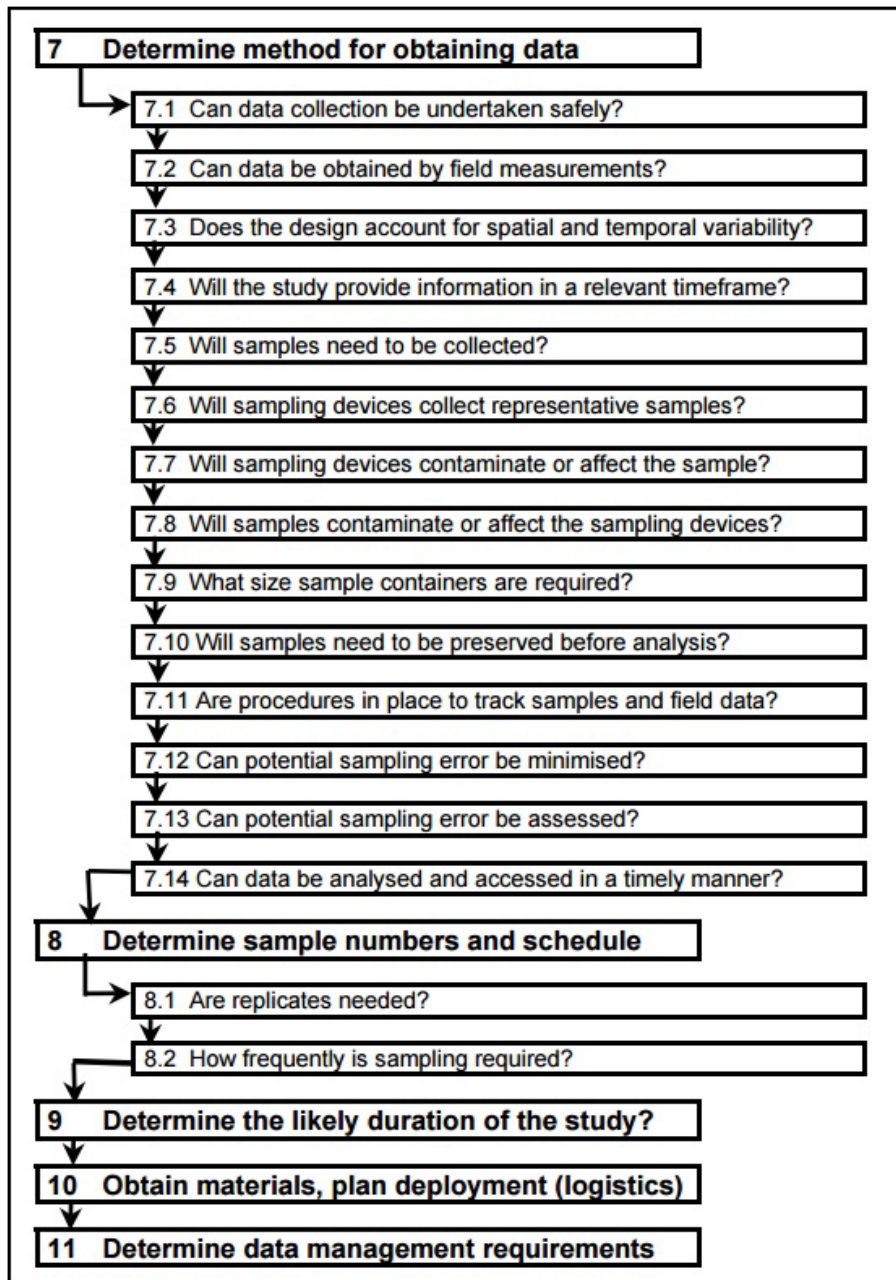 7 Determine method for obtaining data
7.1 Can data collection be undertaken safely?
7.2 Can data be obtained by field measurements?
7.3 Does the design account for spatial and temporal variability?
7.4 Will the study provide information in a relevant timeframe?
7.5 Will samples need to be collected?
7.6 Will sampling devices collect representative samples?
7.7 Will sampling devices contaminate or affect the sample?
7.8 Will samples contaminate or affect the sampling devices?
7.9 What size sample containers are required?
7.10 Will samples need to be preserved before analysis?
7.11 Are procedures in place to track samples and field data?
7.12 Can potential sampling error be minimised?
7.13 Can potential sampling error be assessed?
7.14 Can data be analysed and accessed in a timely manner?
8 Determine sample numbers and schedule
8.1 Are replicates needed?
8.2 How frequently is sampling required?
9 Determine the likely duration of the study?
10 Obtain materials, plan deployment (logistics)
11 Determine data management requirements